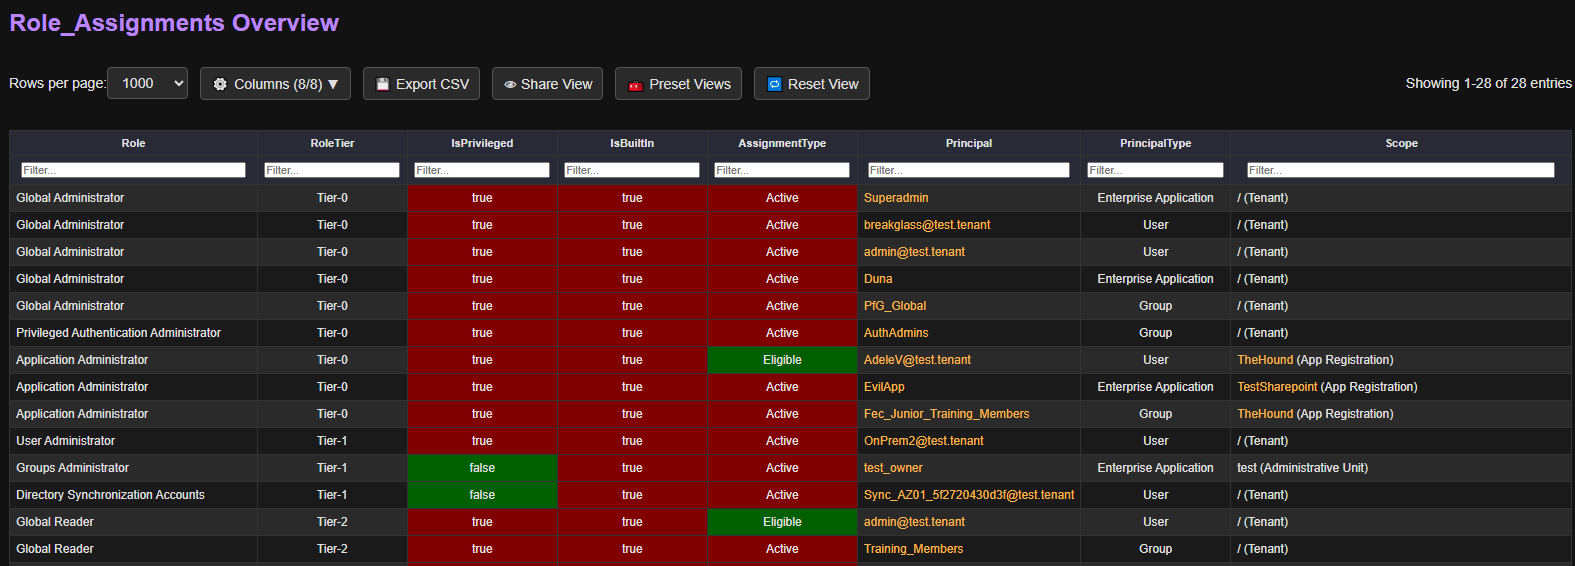 Role_Assignments Overview
Rows per page: 1000 Columns (8/8) ▼ Export CSV Share View Preset Views Reset View Showing 1-28 of 28 entries
Role RoleTier IsPrivileged IsBuiltIn AssignmentType Principal PrincipalType Scope
Filter... Filter... Filter... Filter... Filter... Filter... Filter... Filter...
Global Administrator Tier-0 true true Active Superadmin Enterprise Application / (Tenant)
Global Administrator Tier-0 true true Active breakglass@test.tenant User / (Tenant)
Global Administrator Tier-0 true true Active admin@test.tenant User / (Tenant)
Global Administrator Tier-0 true true Active Duna Enterprise Application / (Tenant)
Global Administrator Tier-0 true true Active PfG_Global Group / (Tenant)
Privileged Authentication Administrator Tier-0 true true Active AuthAdmins Group / (Tenant)
Application Administrator Tier-0 true true Eligible AdeleV@test.tenant User TheHound (App Registration)
Application Administrator Tier-0 true true Active EvilApp Enterprise Application TestSharepoint (App Registration)
Application Administrator Tier-0 true true Active Fec_Junior_Training_Members Group TheHound (App Registration)
User Administrator Tier-1 true true Active OnPrem2@test.tenant User / (Tenant)
Groups Administrator Tier-1 false true Active test_owner Enterprise Application test (Administrative Unit)
Directory Synchronization Accounts Tier-1 false true Active Sync_AZ01_5f2720430d3f@test.tenant User / (Tenant)
Global Reader Tier-2 true true Eligible admin@test.tenant User / (Tenant)
Global Reader Tier-2 true true Active Training_Members Group / (Tenant)